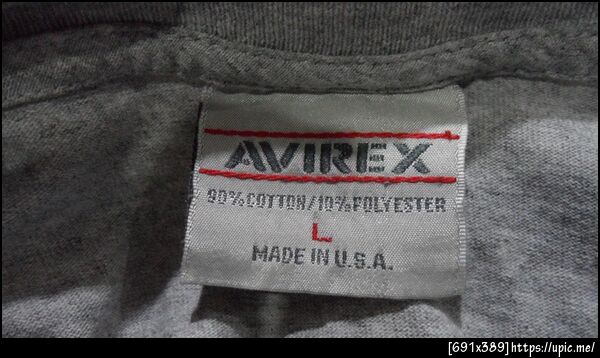 AVIREX
90% COTTON/10% POLYESTER
L
MADE IN U.S.A.
[691x389]https://upic.me/